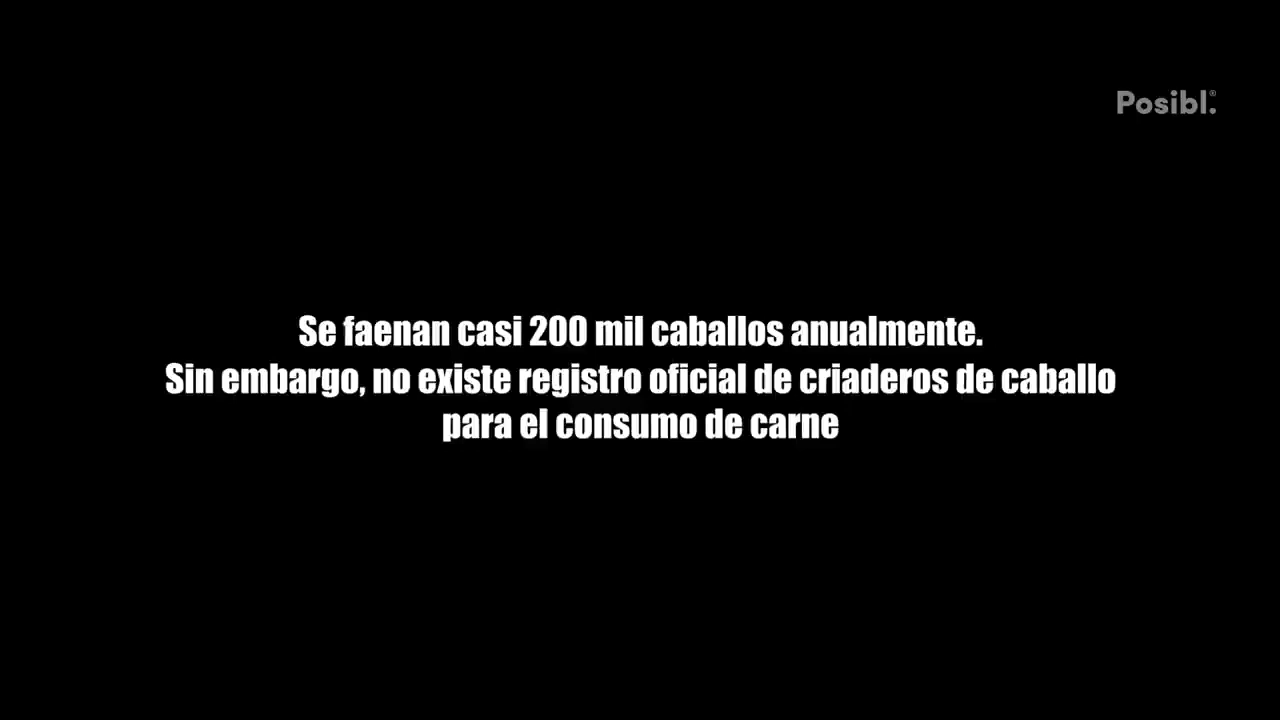 Posibl.®
Se faenan casi 200 mil caballos anualmente.
Sin embargo, no existe registro oficial de criaderos de caballo
para el consumo de carne